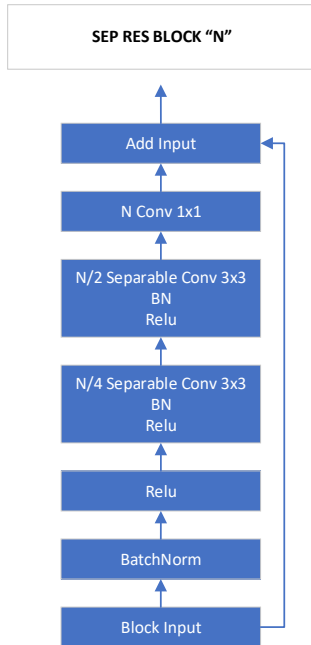 SEP RES BLOCK “N”
Add Input
N Conv 1x1
N/2 Separable Conv 3x3
BN
Relu
N/4 Separable Conv 3x3
BN
Relu
Relu
BatchNorm
Block Input